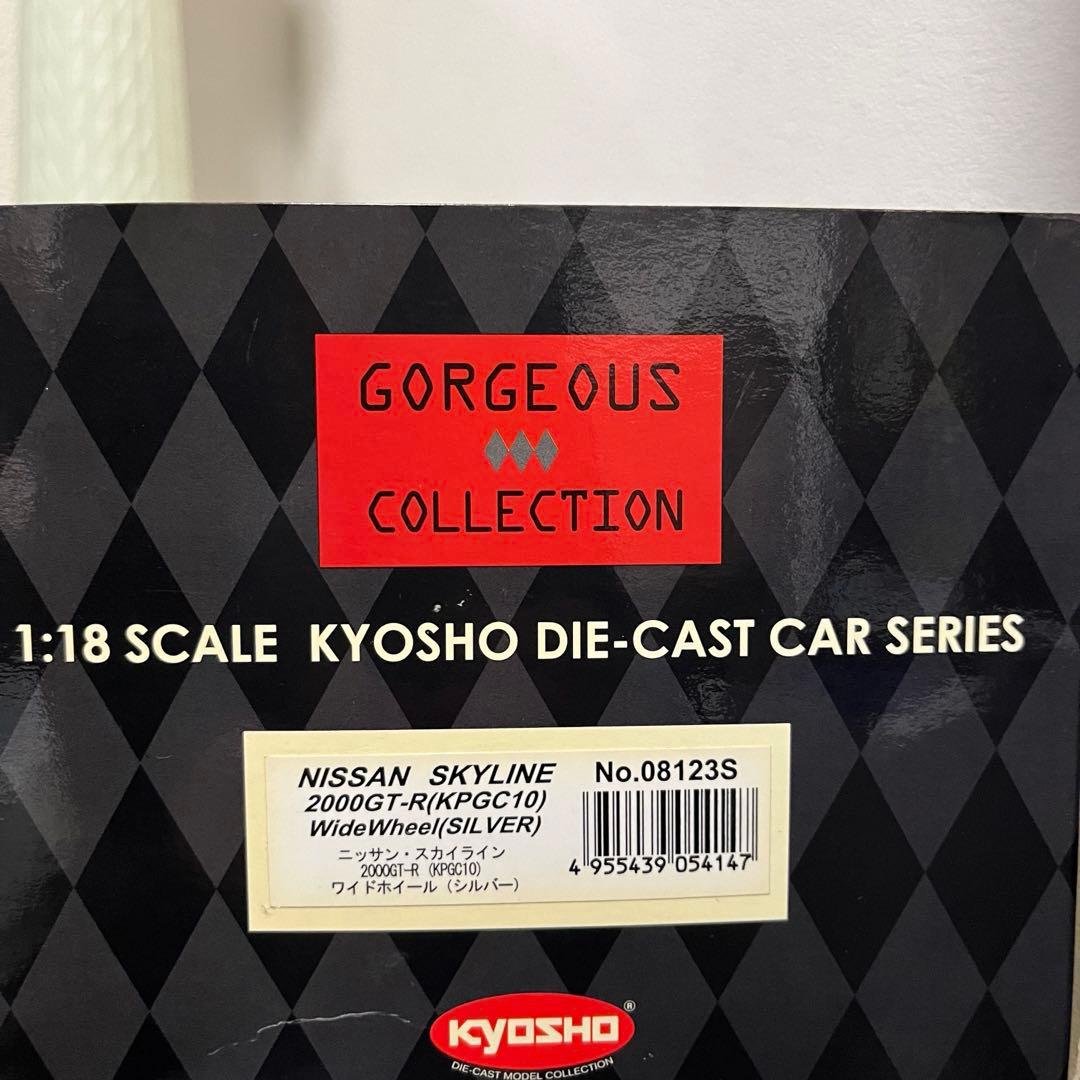 GORGEOUS
COLLECTION
1:18 SCALE KYOSHO DIE-CAST CAR SERIES
NISSAN SKYLINE
2000GT-R(KPGC10)
WideWheel(SILVER)
ニッサン・スカイライン
2000GT-R (KPGC10)
ワイドホイール (シルバー)
No.08123S
4 955439 054147
KYOSHO ®
DIE-CAST MODEL COLLECTION